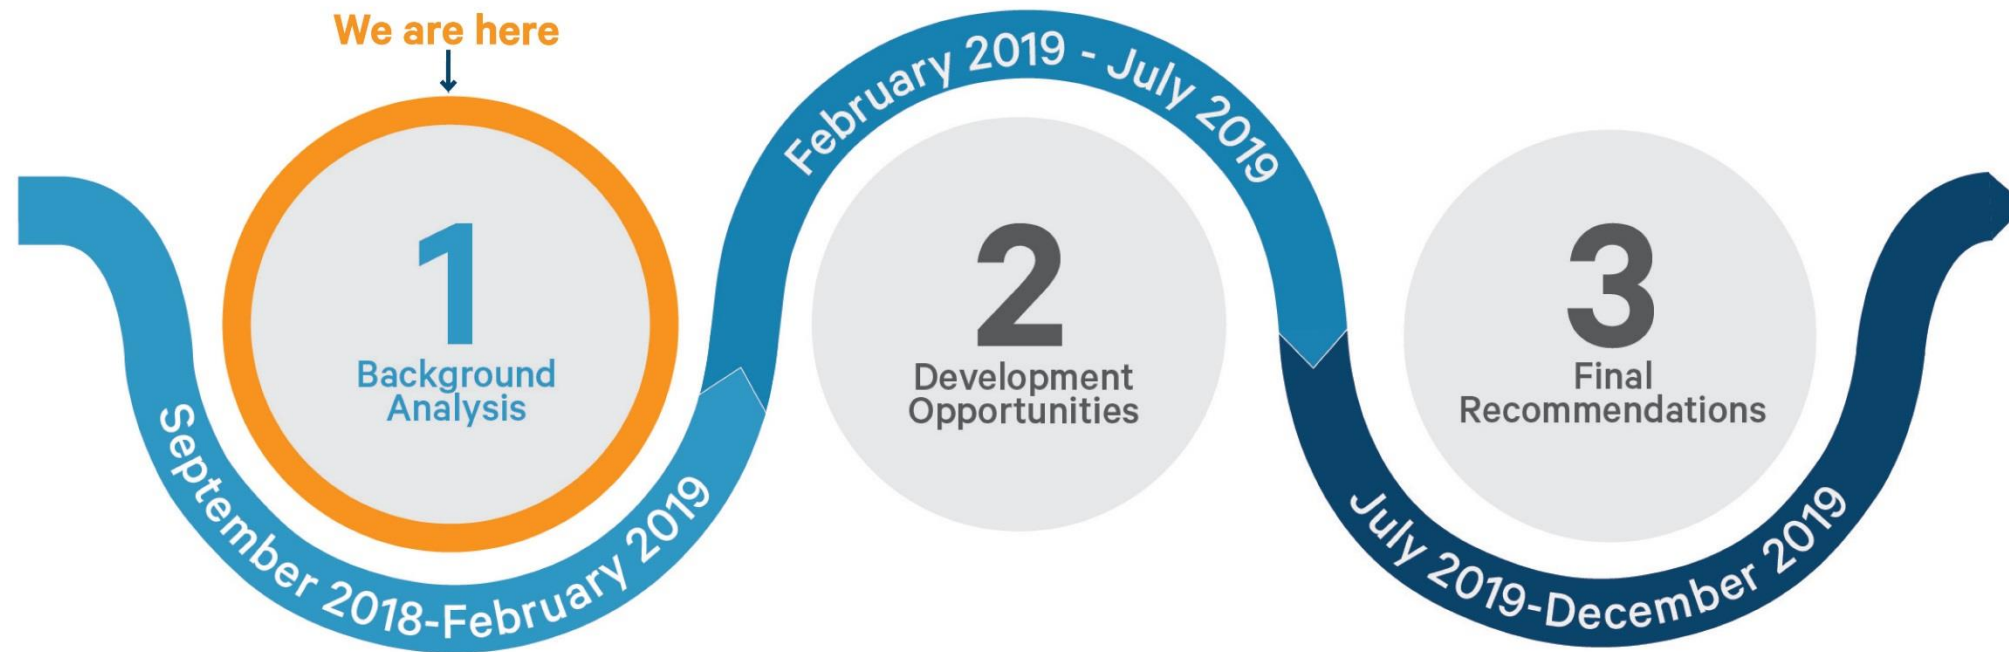 We are here
1
Background
Analysis
September 2018-February 2019
February 2019 - July 2019
2
Development
Opportunities
3
Final
Recommendations
July 2019-December 2019